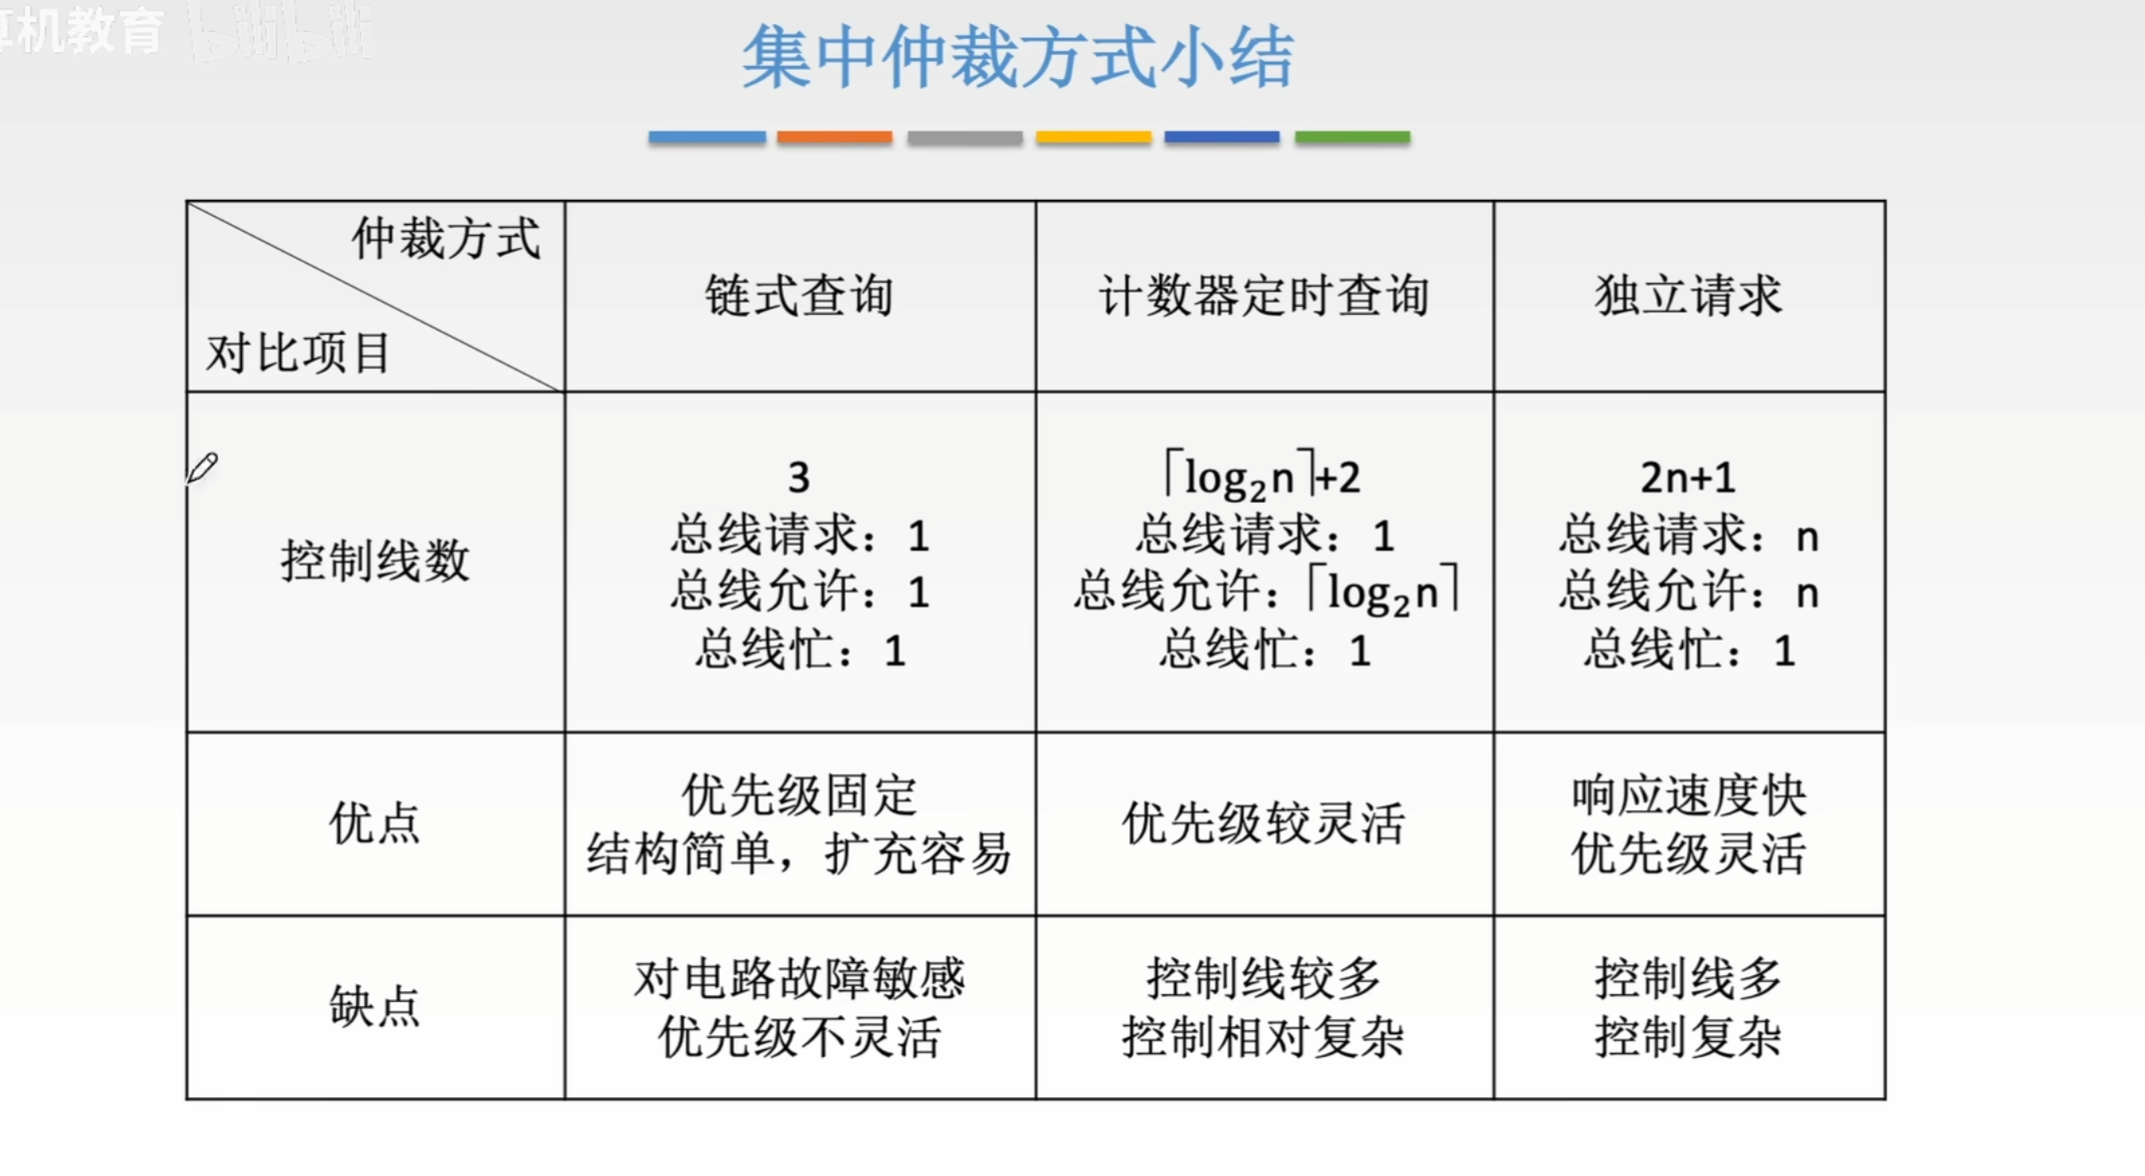 算机教育 bilibili
集中仲裁方式小结
仲裁方式
对比项目
链式查询
计数器定时查询
独立请求
控制线数
3
总线请求：1
总线允许：1
总线忙：1
⌈log₂n⌉+2
总线请求：1
总线允许：⌈log₂n⌉
总线忙：1
2n+1
总线请求：n
总线允许：n
总线忙：1
优点
优先级固定
结构简单，扩充容易
优先级较灵活
响应速度快
优先级灵活
缺点
对电路故障敏感
优先级不灵活
控制线较多
控制相对复杂
控制线多
控制复杂